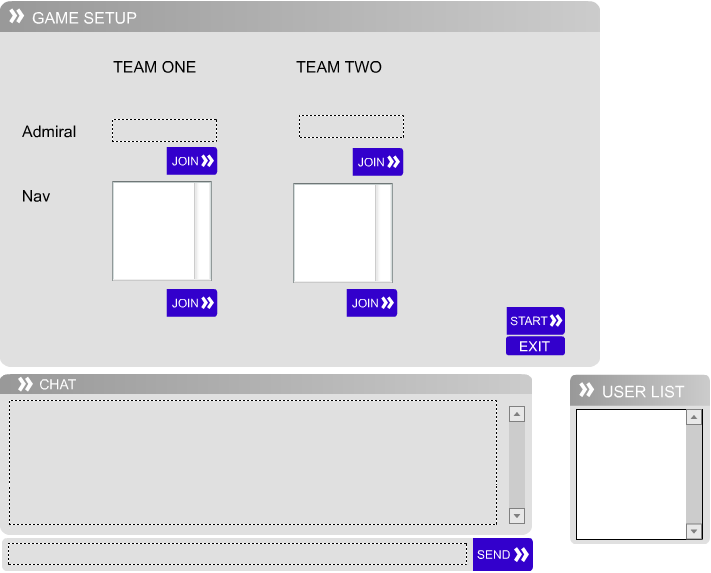 GAME SETUP
TEAM ONE
TEAM TWO
Admiral
JOIN
JOIN
Nav
JOIN
JOIN
START
EXIT
CHAT
USER LIST
SEND